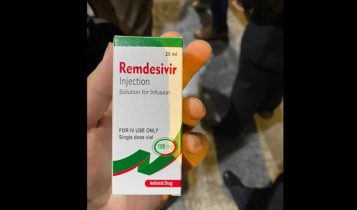 20 ml
Remdesivir
Injection
Solution for Infusion
FOR IV USE ONLY
Single dose vial
100 mg
Antiviral Drug